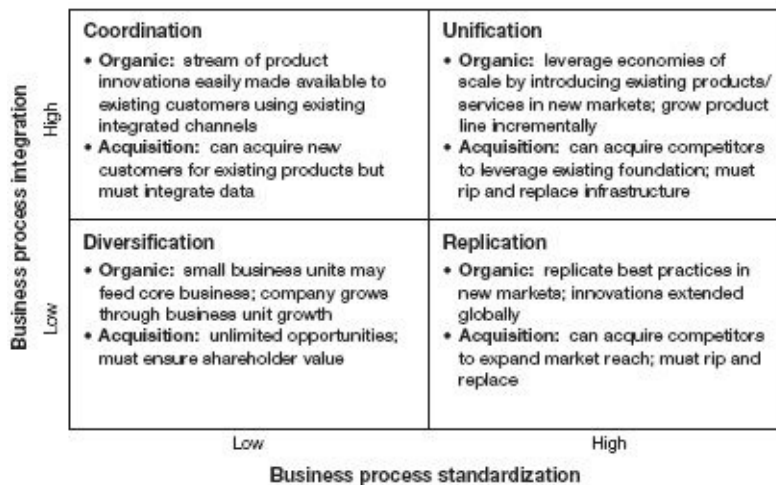 Business process integration
High
Low
Coordination
• Organic: stream of product
innovations easily made available to
existing customers using existing
integrated channels
• Acquisition: can acquire new
customers for existing products but
must integrate data
Unification
• Organic: leverage economies of
scale by introducing existing products/
services in new markets; grow product
line incrementally
• Acquisition: can acquire competitors
to leverage existing foundation; must
rip and replace infrastructure
Diversification
• Organic: small business units may
feed core business; company grows
through business unit growth
• Acquisition: unlimited opportunities;
must ensure shareholder value
Replication
• Organic: replicate best practices in
new markets; innovations extended
globally
• Acquisition: can acquire competitors
to expand market reach; must rip and
replace
Low
High
Business process standardization